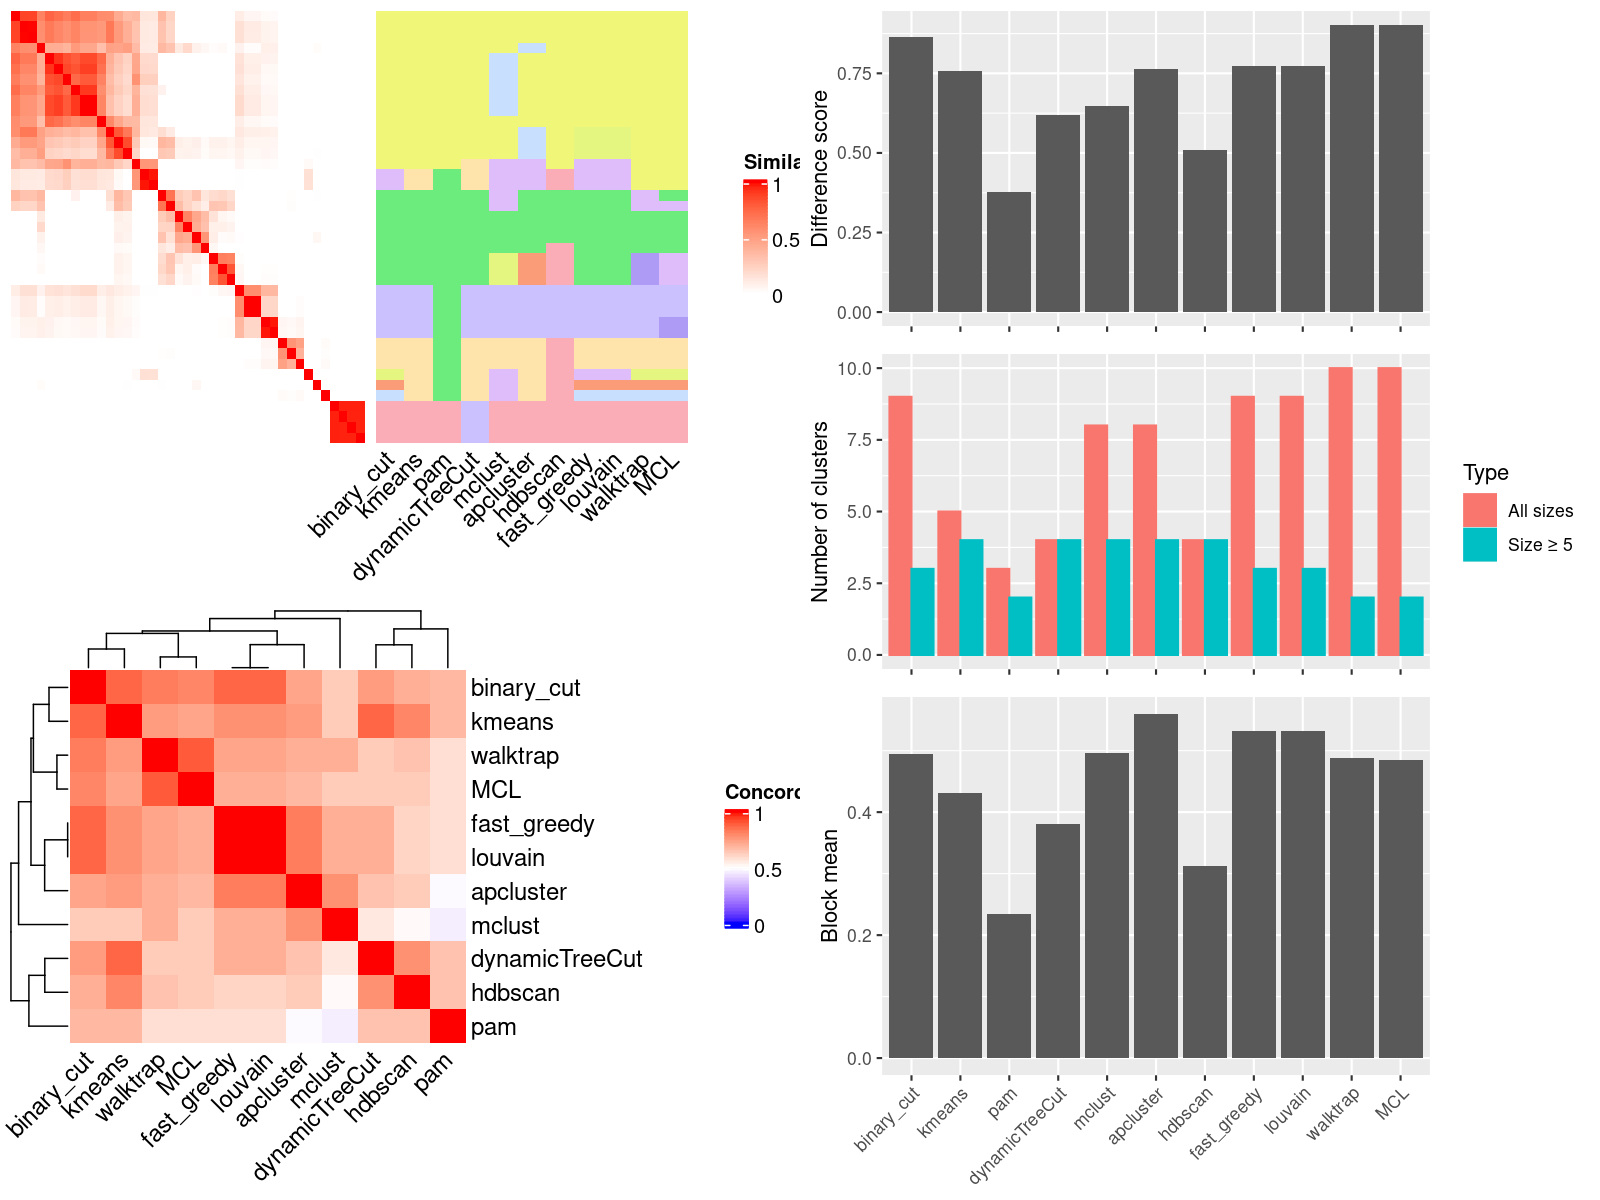 Simila
1
0.5
0
binary_cut
kmeans
pam
dynamicTreeCut
mclust
apcluster
hdbscan
fast_greedy
louvain
walktrap
MCL
binary_cut
kmeans
walktrap
MCL
fast_greedy
louvain
apcluster
mclust
dynamicTreeCut
hdbscan
pam
Concord
1
0.5
0
binary_cut
kmeans
walktrap
MCL
fast_greedy
louvain
apcluster
mclust
dynamicTreeCut
hdbscan
pam
Difference score
0.75
0.50
0.25
0.00
Number of clusters
10.0
7.5
5.0
2.5
0.0
Type
All sizes
Size ≥ 5
Block mean
0.4
0.2
0.0
binary_cut
kmeans
pam
dynamicTreeCut
mclust
apcluster
hdbscan
fast_greedy
louvain
walktrap
MCL